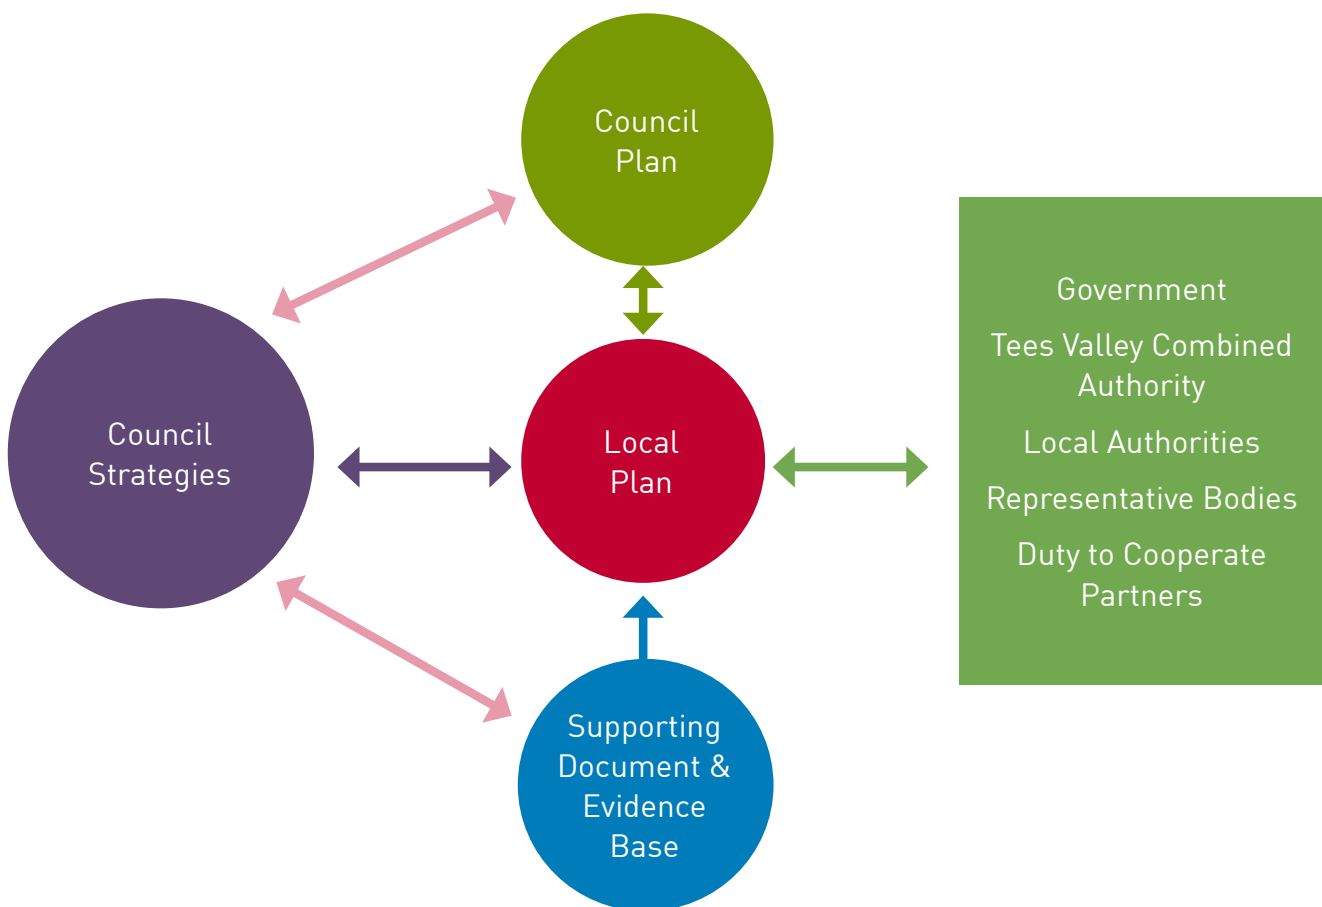 Council
Plan
Council
Strategies
Local
Plan
Government
Tees Valley Combined
Authority
Local Authorities
Representative Bodies
Duty to Cooperate
Partners
Supporting
Document &
Evidence
Base